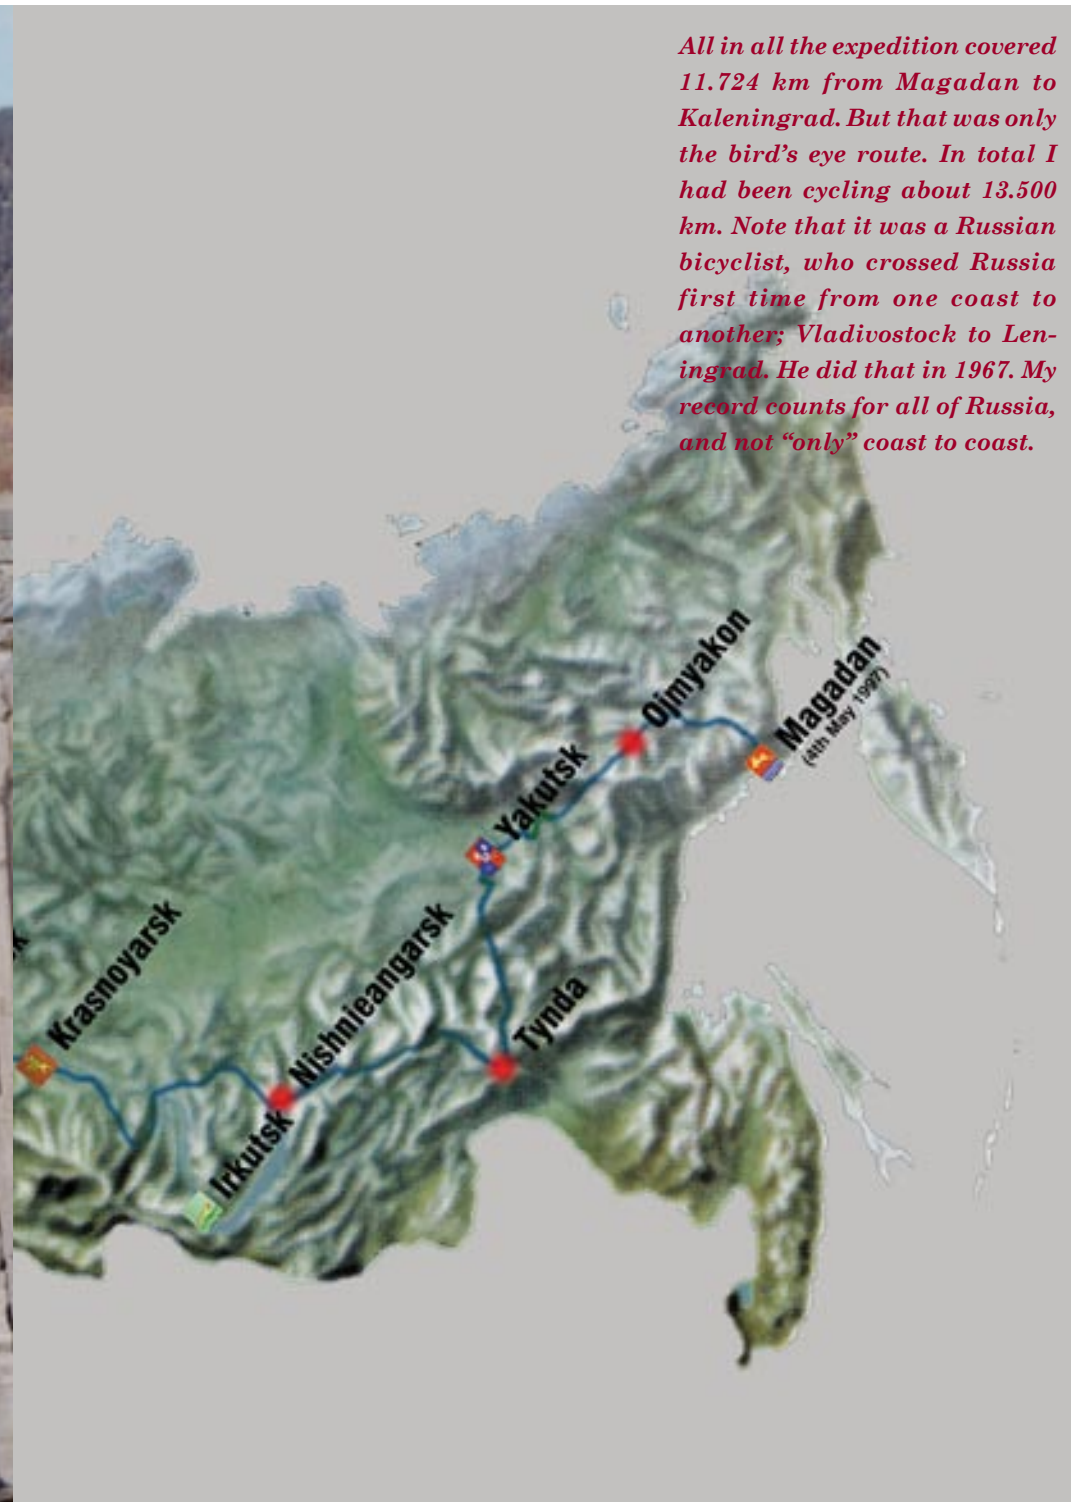 All in all the expedition covered
11.724 km from Magadan to
Kaleningrad. But that was only
the bird's eye route. In total I
had been cycling about 13.500
km. Note that it was a Russian
bicyclist, who crossed Russia
first time from one coast to
another; Vladivostock to Len-
ingrad. He did that in 1967. My
record counts for all of Russia,
and not “only” coast to coast.
Ojmyakon
Magadan
(4th May 1997)
Yakutsk
Krasnoyarsk
Nishnieangarsk
Tynda
Irkutsk